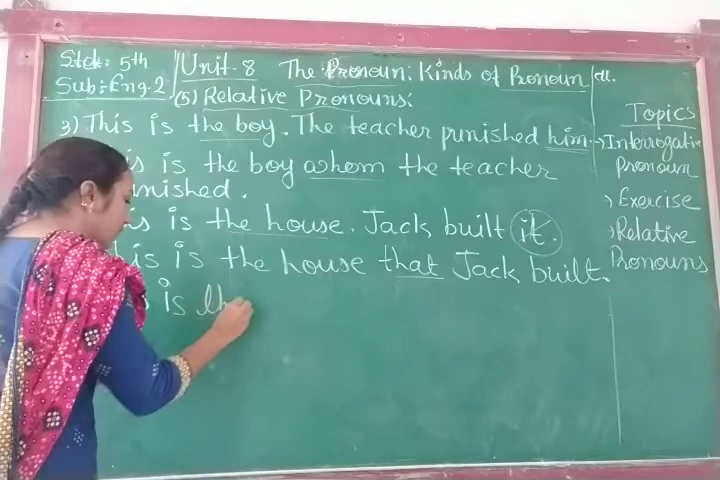 Std: 5th
Sub:Eng-2
Unit-8 The Pronoun: Kinds of Pronoun
(5) Relative Pronouns:
3) This is the boy. The teacher punished him.
is the boy whom the teacher
nished.
is the house. Jack built it.
is is the house that Jack built.
is th
Topics
Interrogative
Pronoun
Exercise
Relative
Pronouns